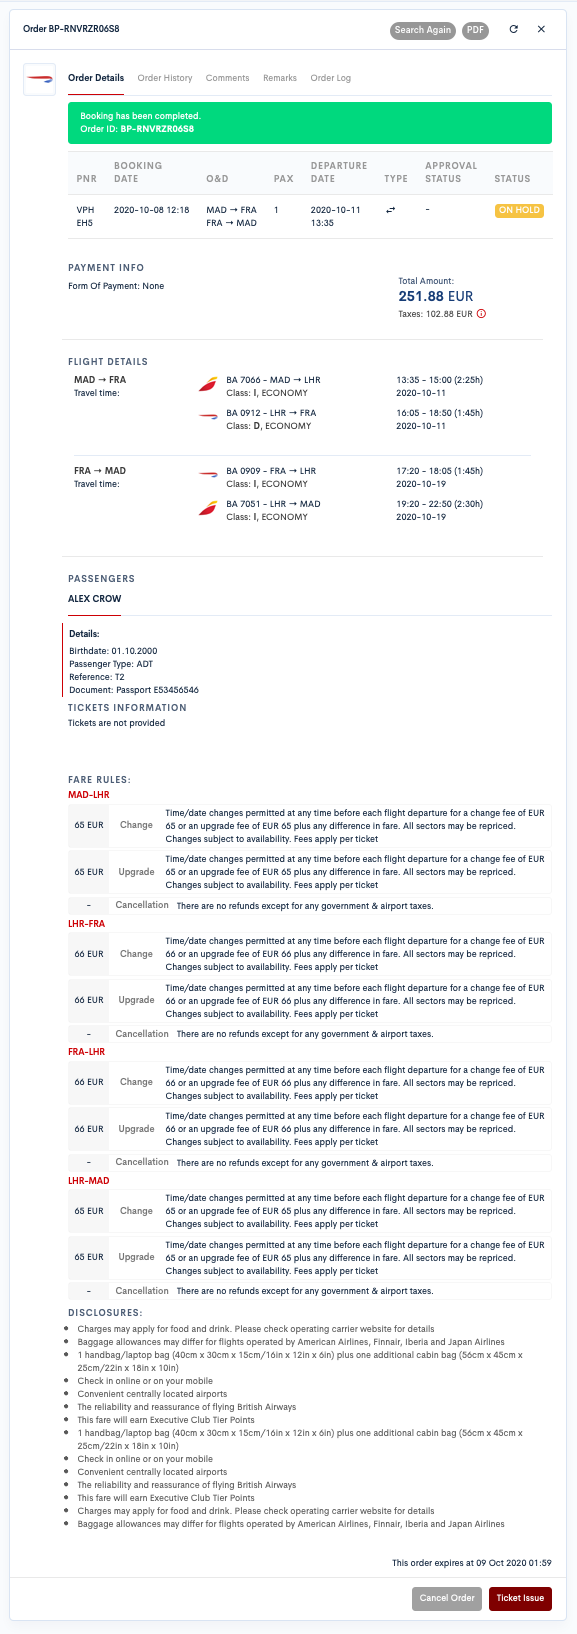 Order BP-RNVRZR06S8
Search Again
PDF
Order Details
Order History
Comments
Remarks
Order Log
Booking has been completed.
Order ID: BP-RNVRZR06S8
PNR BOOKING DATE O&D PAX DEPARTURE DATE TYPE APPROVAL STATUS STATUS
VPH 2020-10-08 12:18 MAD → FRA 1 2020-10-11 - ON HOLD
EH5 FRA → MAD 13:35
PAYMENT INFO
Form Of Payment: None
Total Amount:
251.88 EUR
Taxes: 102.88 EUR
FLIGHT DETAILS
MAD → FRA BA 7066 - MAD → LHR 13:35 - 15:00 (2:25h)
Travel time: Class: I, ECONOMY 2020-10-11
BA 0912 - LHR → FRA 16:05 - 18:50 (1:45h)
Class: D, ECONOMY 2020-10-11
FRA → MAD BA 0909 - FRA → LHR 17:20 - 18:05 (1:45h)
Travel time: Class: I, ECONOMY 2020-10-19
BA 7051 - LHR → MAD 19:20 - 22:50 (2:30h)
Class: I, ECONOMY 2020-10-19
PASSENGERS
ALEX CROW
Details:
Birthdate: 01.10.2000
Passenger Type: ADT
Reference: T2
Document: Passport E53456546
TICKETS INFORMATION
Tickets are not provided
FARE RULES:
MAD-LHR
65 EUR Change Time/date changes permitted at any time before each flight departure for a change fee of EUR
65 or an upgrade fee of EUR 65 plus any difference in fare. All sectors may be repriced.
Changes subject to availability. Fees apply per ticket
65 EUR Upgrade Time/date changes permitted at any time before each flight departure for a change fee of EUR
65 or an upgrade fee of EUR 65 plus any difference in fare. All sectors may be repriced.
Changes subject to availability. Fees apply per ticket
- Cancellation There are no refunds except for any government & airport taxes.
LHR-FRA
66 EUR Change Time/date changes permitted at any time before each flight departure for a change fee of EUR
66 or an upgrade fee of EUR 66 plus any difference in fare. All sectors may be repriced.
Changes subject to availability. Fees apply per ticket
66 EUR Upgrade Time/date changes permitted at any time before each flight departure for a change fee of EUR
66 or an upgrade fee of EUR 66 plus any difference in fare. All sectors may be repriced.
Changes subject to availability. Fees apply per ticket
- Cancellation There are no refunds except for any government & airport taxes.
FRA-LHR
66 EUR Change Time/date changes permitted at any time before each flight departure for a change fee of EUR
66 or an upgrade fee of EUR 66 plus any difference in fare. All sectors may be repriced.
Changes subject to availability. Fees apply per ticket
66 EUR Upgrade Time/date changes permitted at any time before each flight departure for a change fee of EUR
66 or an upgrade fee of EUR 66 plus any difference in fare. All sectors may be repriced.
Changes subject to availability. Fees apply per ticket
- Cancellation There are no refunds except for any government & airport taxes.
LHR-MAD
65 EUR Change Time/date changes permitted at any time before each flight departure for a change fee of EUR
65 or an upgrade fee of EUR 65 plus any difference in fare. All sectors may be repriced.
Changes subject to availability. Fees apply per ticket
65 EUR Upgrade Time/date changes permitted at any time before each flight departure for a change fee of EUR
65 or an upgrade fee of EUR 65 plus any difference in fare. All sectors may be repriced.
Changes subject to availability. Fees apply per ticket
- Cancellation There are no refunds except for any government & airport taxes.
DISCLOSURES:
• Charges may apply for food and drink. Please check operating carrier website for details
• Baggage allowances may differ for flights operated by American Airlines, Finnair, Iberia and Japan Airlines
• 1 handbag/laptop bag (40cm x 30cm x 15cm/16in x 12in x 6in) plus one additional cabin bag (56cm x 45cm x
25cm/22in x 18in x 10in)
• Check in online or on your mobile
• Convenient centrally located airports
• The reliability and reassurance of flying British Airways
• This fare will earn Executive Club Tier Points
• 1 handbag/laptop bag (40cm x 30cm x 15cm/16in x 12in x 6in) plus one additional cabin bag (56cm x 45cm x
25cm/22in x 18in x 10in)
• Check in online or on your mobile
• Convenient centrally located airports
• The reliability and reassurance of flying British Airways
• This fare will earn Executive Club Tier Points
• Charges may apply for food and drink. Please check operating carrier website for details
• Baggage allowances may differ for flights operated by American Airlines, Finnair, Iberia and Japan Airlines
This order expires at 09 Oct 2020 01:59
Cancel Order
Ticket Issue